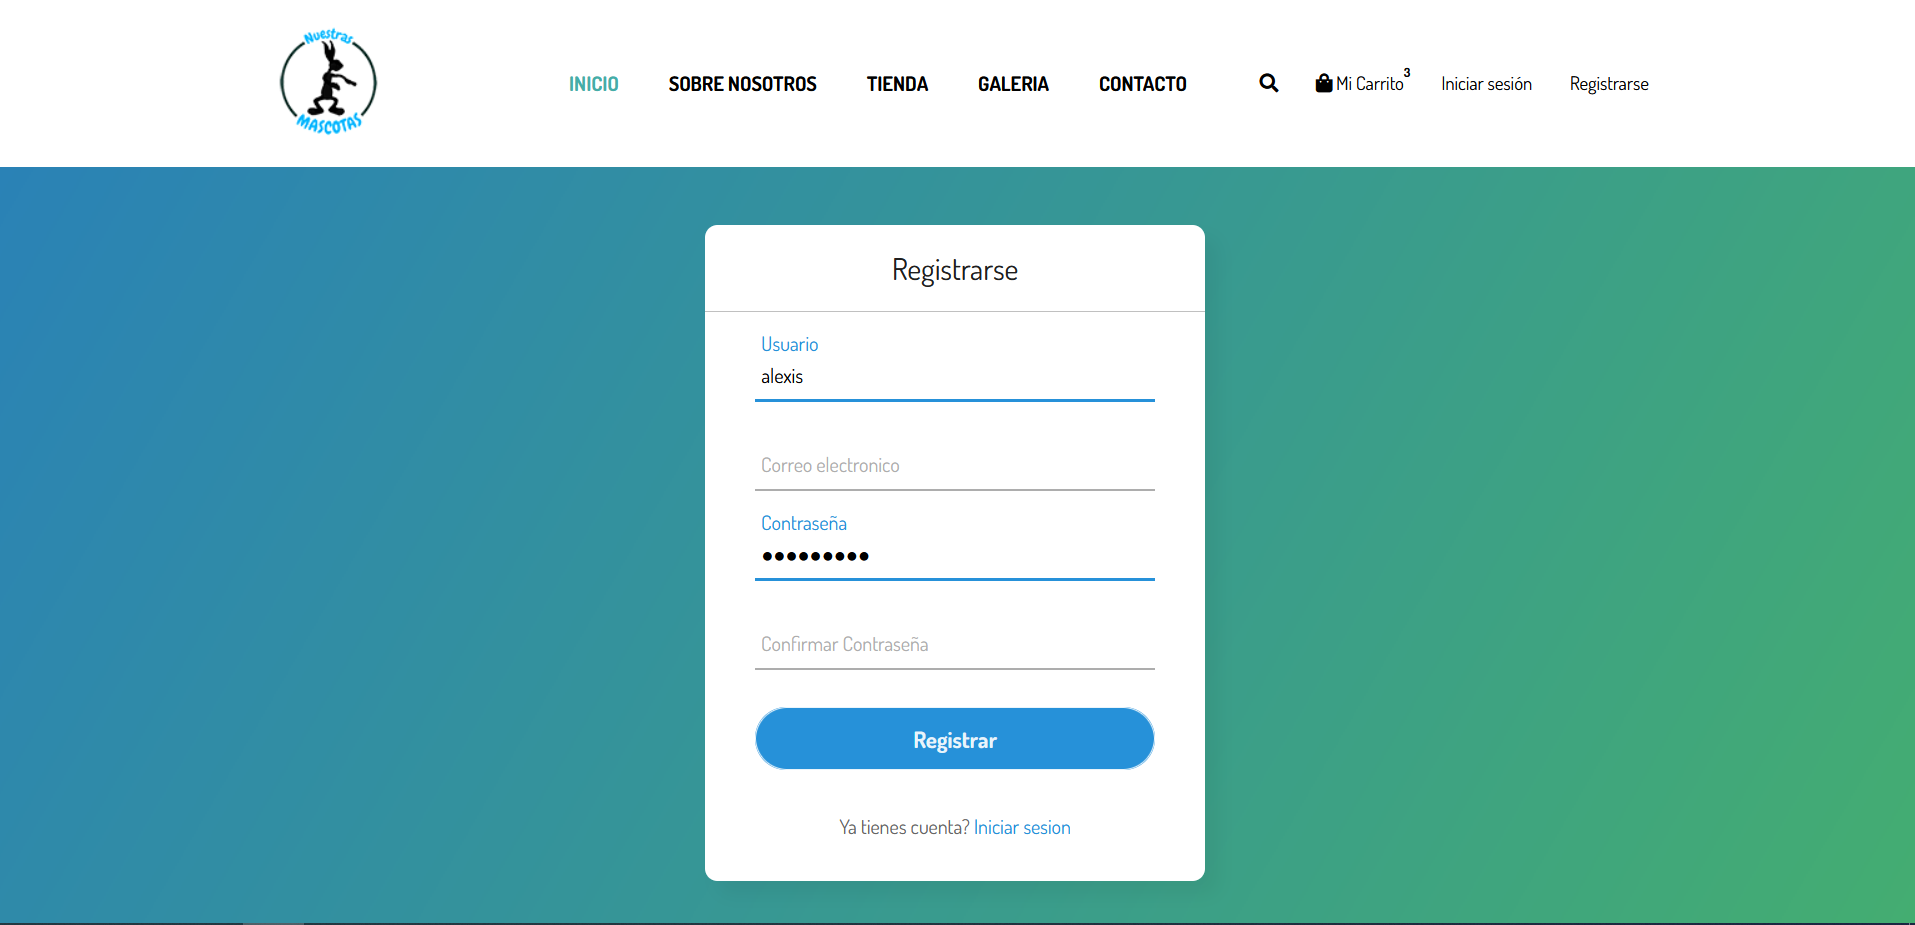 Nuestras
MASCOTAS
INICIO SOBRE NOSOTROS TIENDA GALERIA CONTACTO Mi Carrito 3 Iniciar sesión Registrarse
Registrarse
Usuario
alexis
Correo electronico
Contraseña
●●●●●●●●●
Confirmar Contraseña
Registrar
Ya tienes cuenta? Iniciar sesion